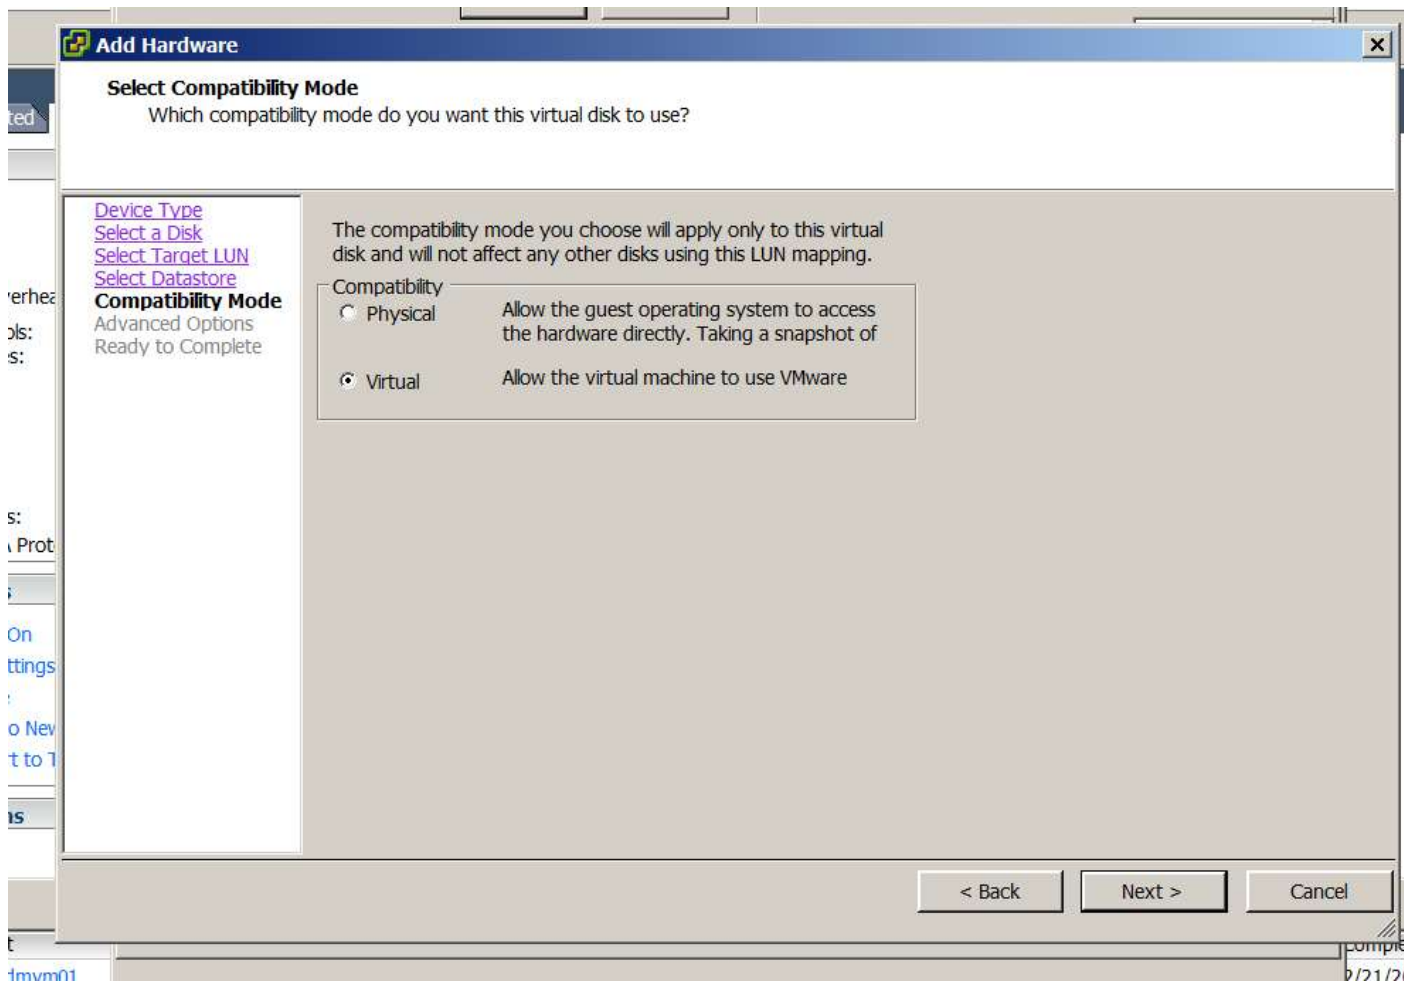 Add Hardware
Select Compatibility Mode
Which compatibility mode do you want this virtual disk to use?
Device Type
Select a Disk
Select Target LUN
Select Datastore
Compatibility Mode
Advanced Options
Ready to Complete
The compatibility mode you choose will apply only to this virtual
disk and will not affect any other disks using this LUN mapping.
Compatibility
Physical
Allow the guest operating system to access
the hardware directly. Taking a snapshot of
Virtual
Allow the virtual machine to use VMware
< Back
Next >
Cancel
On
ttings
o New
t to
dmvm01